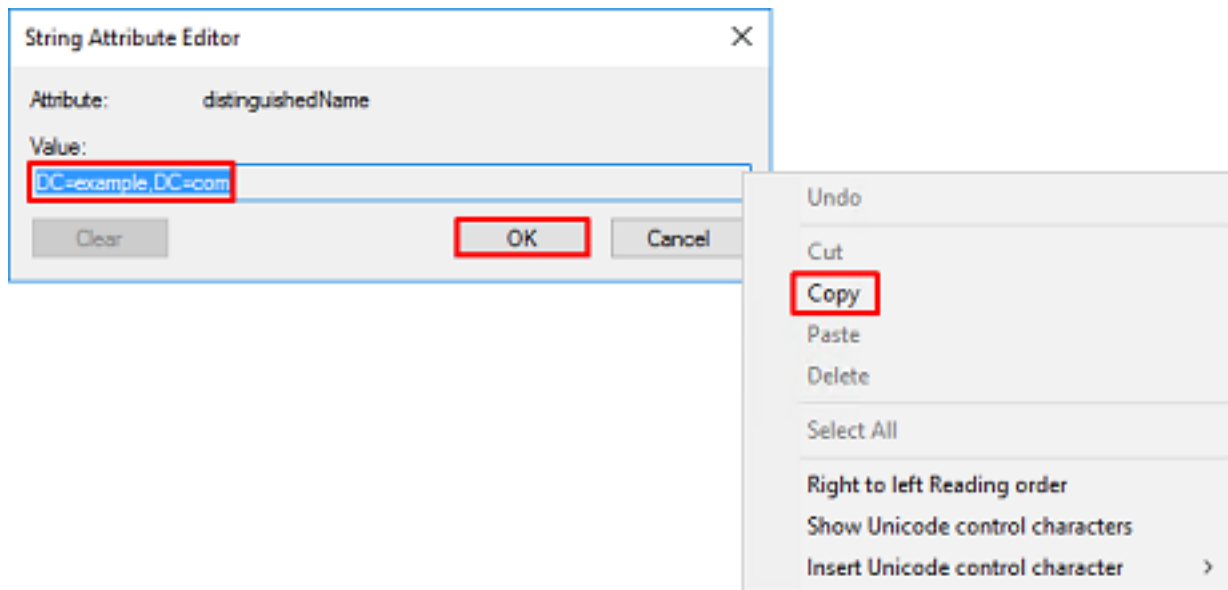 String Attribute Editor
Attribute: distinguishedName
Value:
DC=example,DC=com
Clear OK Cancel
Undo
Cut
Copy
Paste
Delete
Select All
Right to left Reading order
Show Unicode control characters
Insert Unicode control character >